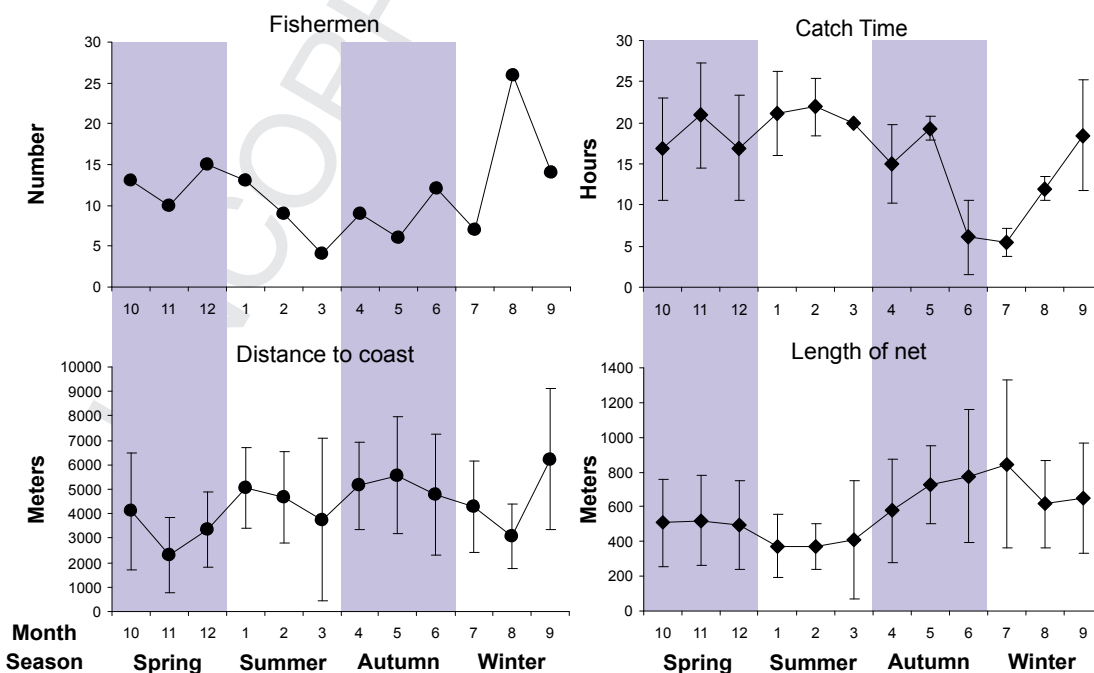 Fishermen
Number
30
25
20
15
10
5
0
10 11 12 1 2 3 4 5 6 7 8 9
Catch Time
Hours
30
25
20
15
10
5
0
10 11 12 1 2 3 4 5 6 7 8 9
Distance to coast
Meters
10000
9000
8000
7000
6000
5000
4000
3000
2000
1000
0
Month 10 11 12 1 2 3 4 5 6 7 8 9
Season Spring Summer Autumn Winter
Length of net
Meters
1400
1200
1000
800
600
400
200
0
10 11 12 1 2 3 4 5 6 7 8 9
Spring Summer Autumn Winter